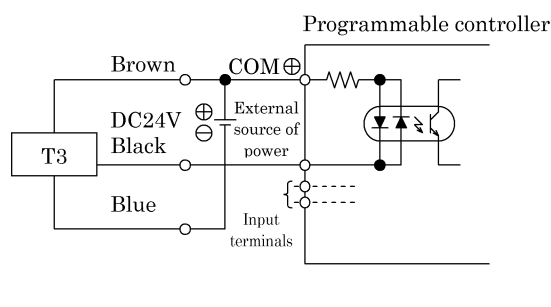 Programmable controller
Brown
COM⊕
DC24V
⊕
⊖
External
source of
power
Black
T3
Blue
Input
terminals